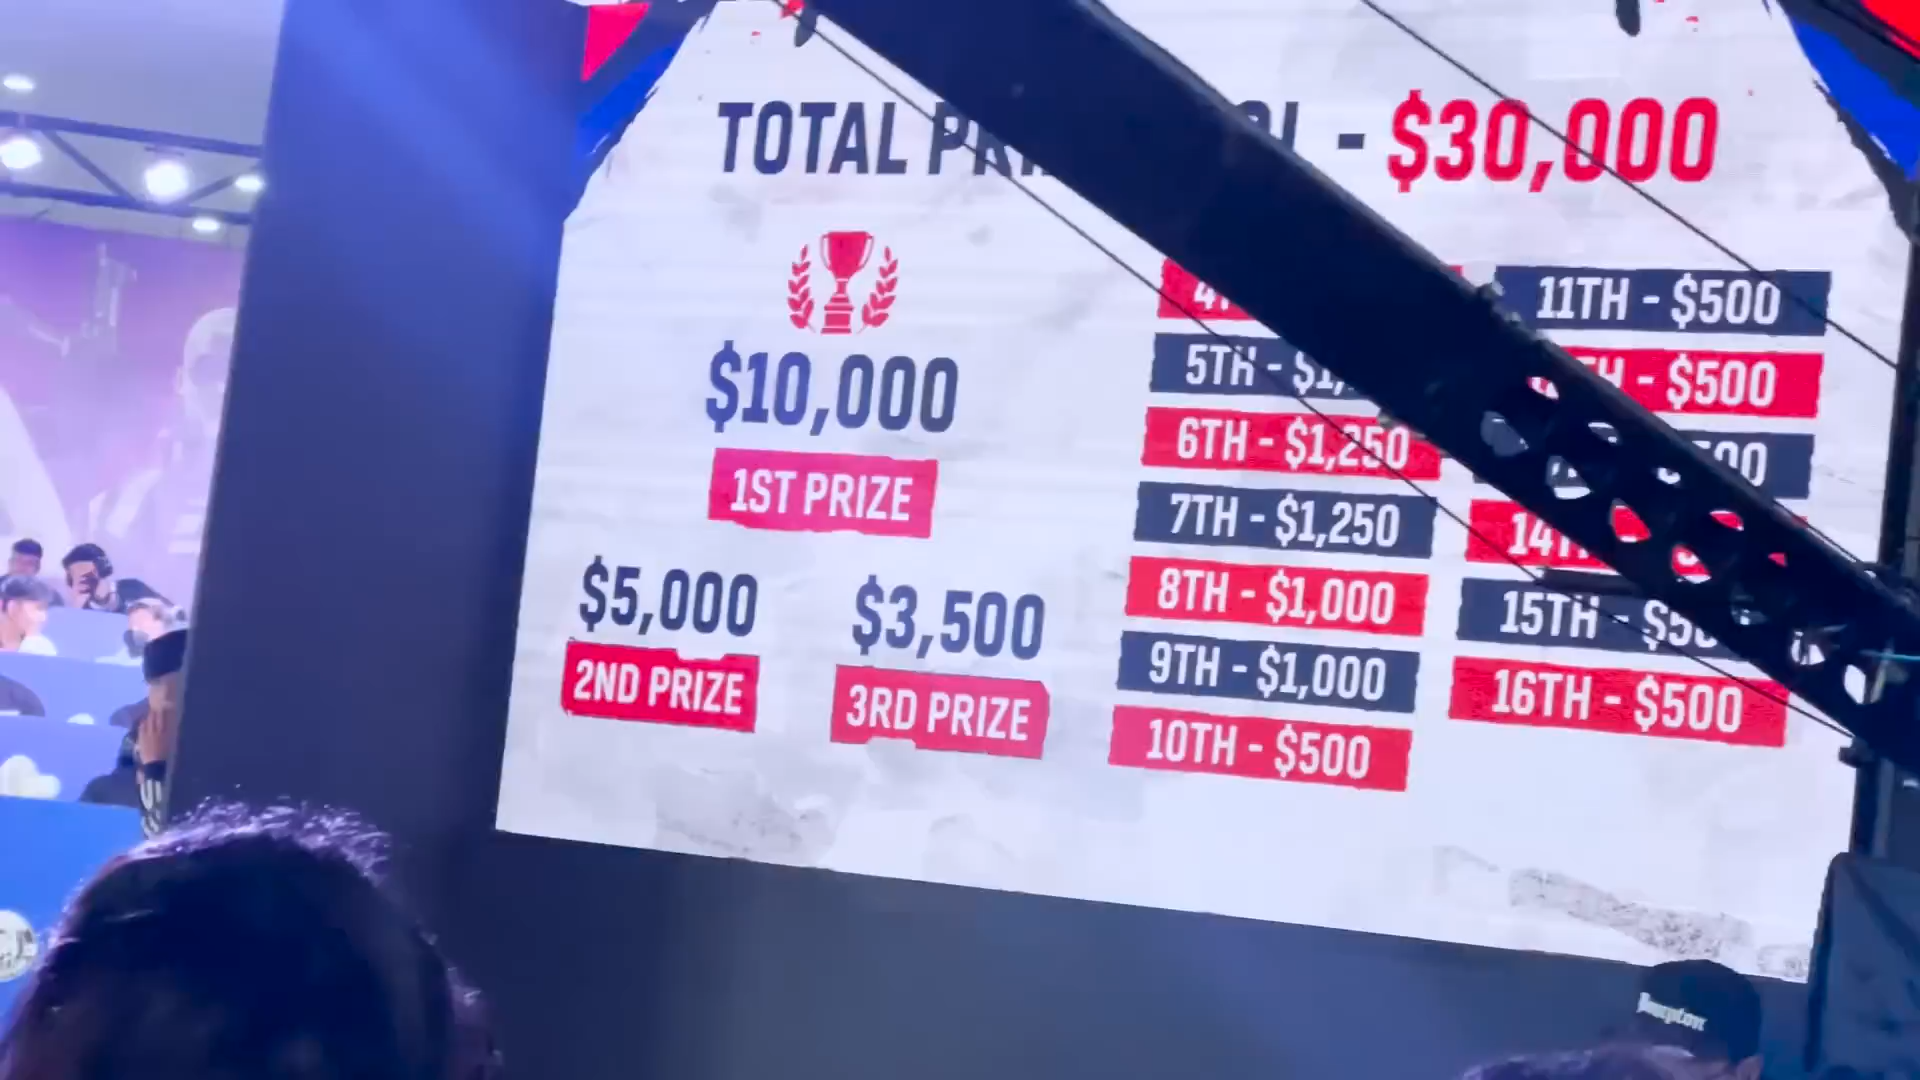 TOTAL - $30,000
$10,000
1ST PRIZE
$5,000
2ND PRIZE
$3,500
3RD PRIZE
5TH -
6TH - $1,250
7TH - $1,250
8TH - $1,000
9TH - $1,000
10TH - $500
11TH - $500
- $500
15TH -
16TH - $500